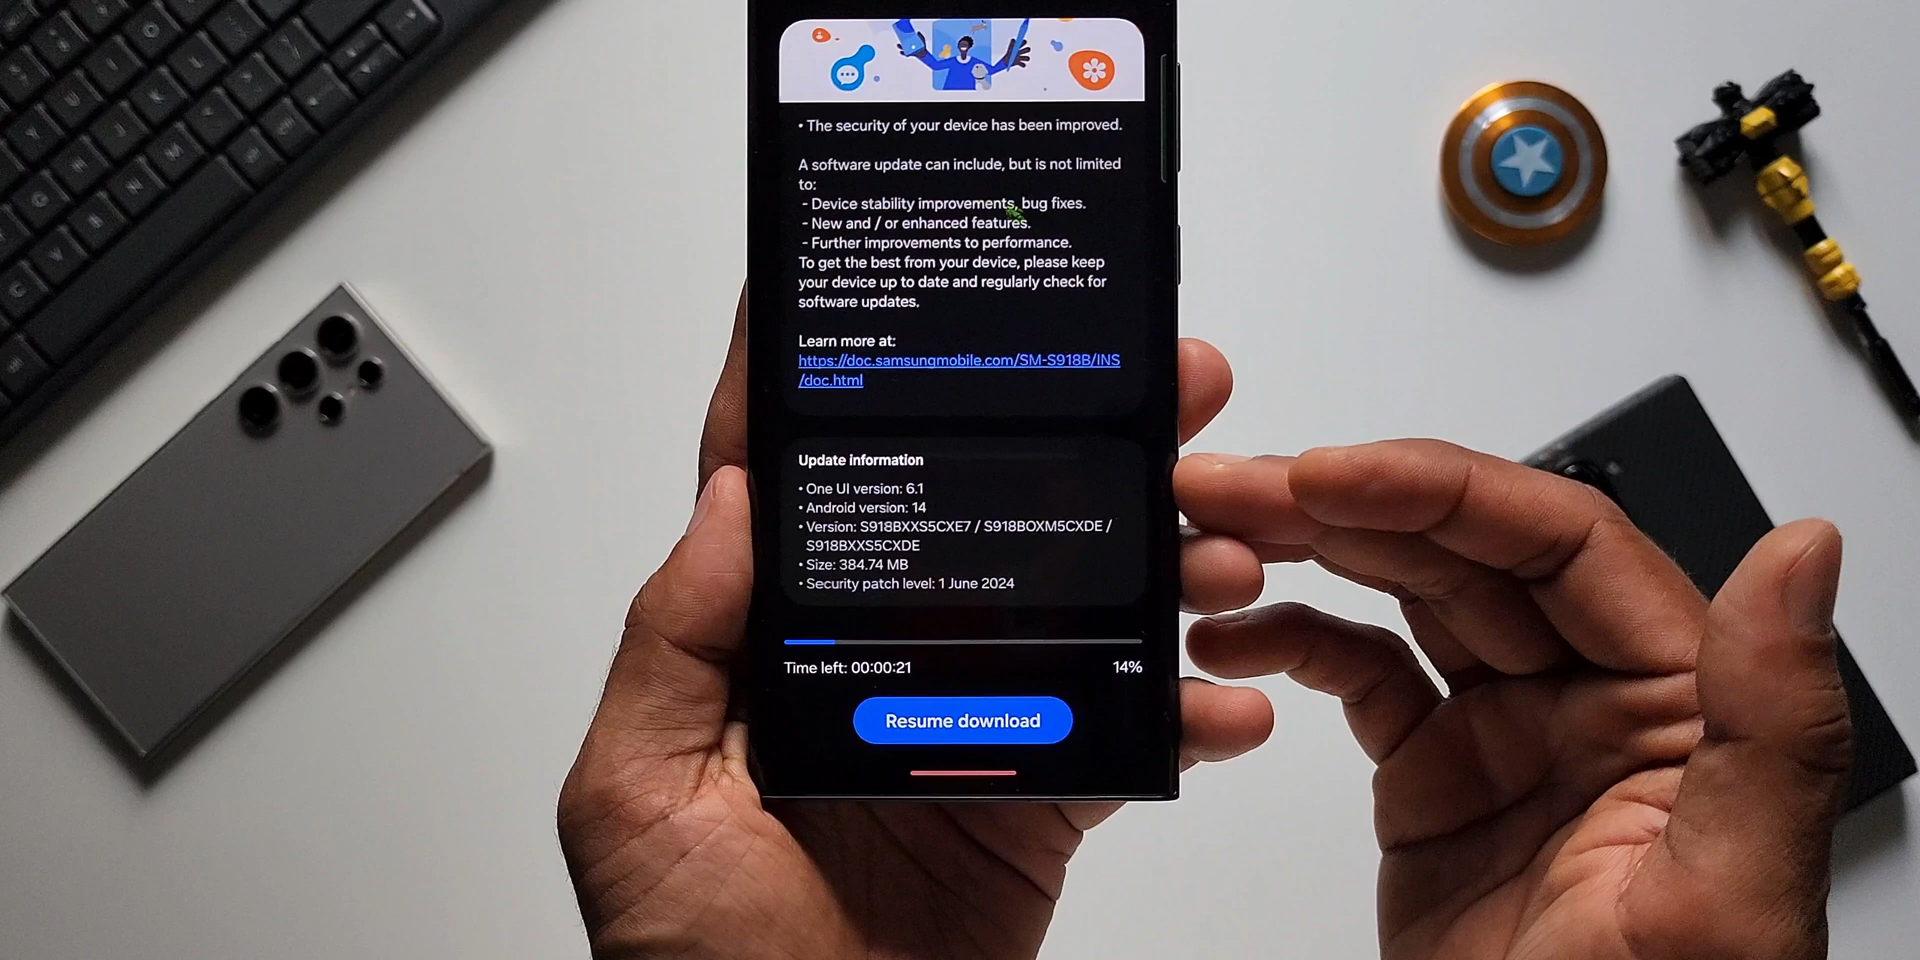 • The security of your device has been improved.
A software update can include, but is not limited
to:
- Device stability improvements, bug fixes.
- New and / or enhanced features.
- Further improvements to performance.
To get the best from your device, please keep
your device up to date and regularly check for
software updates.
Learn more at:
https://doc.samsungmobile.com/SM-S918B/INS
/doc.html
Update information
• One UI version: 6.1
• Android version: 14
• Version: S918BXXS5CXE7 / S918BOXM5CXDE /
S918BXXS5CXDE
• Size: 384.74 MB
• Security patch level: 1 June 2024
Time left: 00:00:21 14%
Resume download